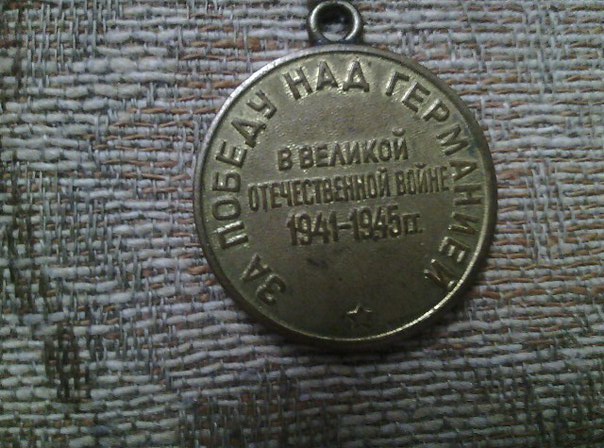 ЗА ПОБЕДУ НАД ГЕРМАНИЕЙ
В ВЕЛИКОЙ
ОТЕЧЕСТВЕННОЙ ВОЙНЕ
1941-1945 гг.